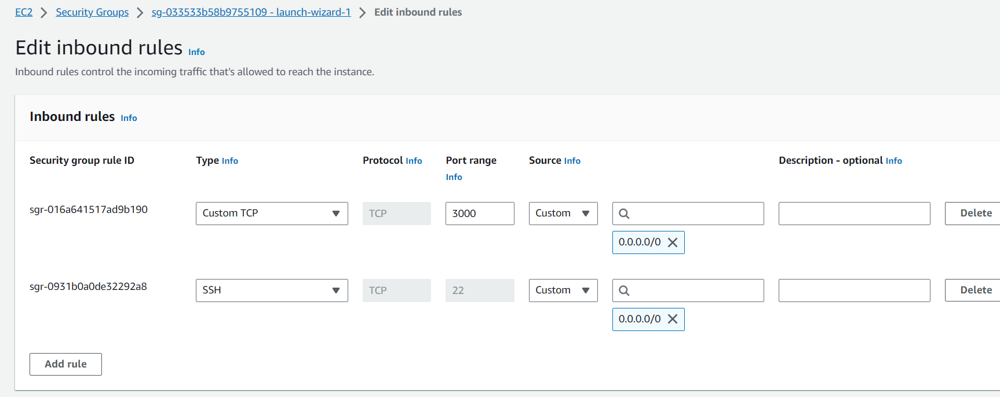 EC2 > Security Groups > sg-033533b58b9755109 - launch-wizard-1 > Edit inbound rules
Edit inbound rules Info
Inbound rules control the incoming traffic that's allowed to reach the instance.
Inbound rules Info
Security group rule ID Type Info Protocol Info Port range Info Source Info Description - optional Info
sgr-016a641517ad9b190 Custom TCP TCP 3000 Custom Delete
0.0.0.0/0
sgr-0931b0a0de32292a8 SSH TCP 22 Custom Delete
0.0.0.0/0
Add rule